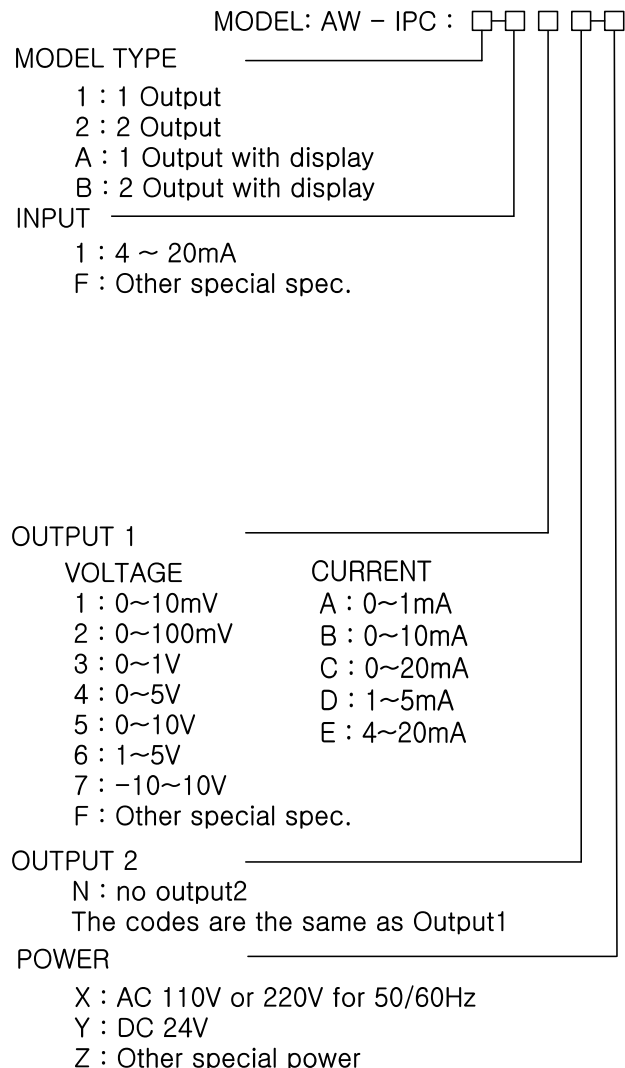 MODEL: AW - IPC : □-□ □ □-□
MODEL TYPE
1 : 1 Output
2 : 2 Output
A : 1 Output with display
B : 2 Output with display
INPUT
1 : 4 ~ 20mA
F : Other special spec.
OUTPUT 1
VOLTAGE
1 : 0~10mV
2 : 0~100mV
3 : 0~1V
4 : 0~5V
5 : 0~10V
6 : 1~5V
7 : -10~10V
F : Other special spec.
CURRENT
A : 0~1mA
B : 0~10mA
C : 0~20mA
D : 1~5mA
E : 4~20mA
OUTPUT 2
N : no output2
The codes are the same as Output1
POWER
X : AC 110V or 220V for 50/60Hz
Y : DC 24V
Z : Other special power